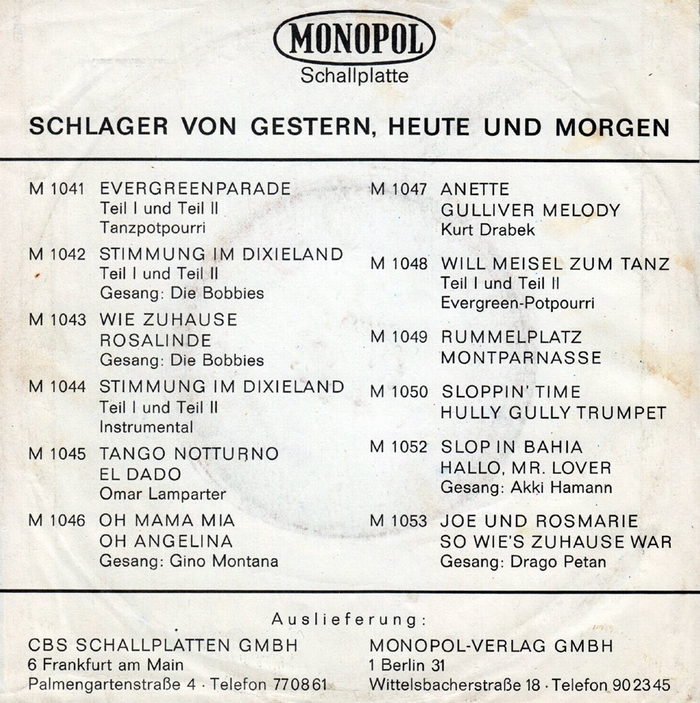 MONOPOL
Schallplatte
SCHLAGER VON GESTERN, HEUTE UND MORGEN
M 1041 EVERGREENPARADE
Teil I und Teil II
Tanzpotpourri
M 1042 STIMMUNG IM DIXIELAND
Teil I und Teil II
Gesang: Die Bobbies
M 1043 WIE ZUHAUSE
ROSALINDE
Gesang: Die Bobbies
M 1044 STIMMUNG IM DIXIELAND
Teil I und Teil II
Instrumental
M 1045 TANGO NOTTURNO
EL DADO
Omar Lamparter
M 1046 OH MAMA MIA
OH ANGELINA
Gesang: Gino Montana
M 1047 ANETTE
GULLIVER MELODY
Kurt Drabek
M 1048 WILL MEISEL ZUM TANZ
Teil I und Teil II
Evergreen-Potpourri
M 1049 RUMMELPLATZ
MONTPARNASSE
M 1050 SLOPPIN' TIME
HULLY GULLY TRUMPET
M 1052 SLOP IN BAHIA
HALLO, MR. LOVER
Gesang: Akki Hamann
M 1053 JOE UND ROSMARIE
SO WIE'S ZUHAUSE WAR
Gesang: Drago Petan
Auslieferung:
CBS SCHALLPLATTEN GMBH
6 Frankfurt am Main
Palmengartenstraße 4 · Telefon 770861
MONOPOL-VERLAG GMBH
1 Berlin 31
Wittelsbacherstraße 18 · Telefon 902345